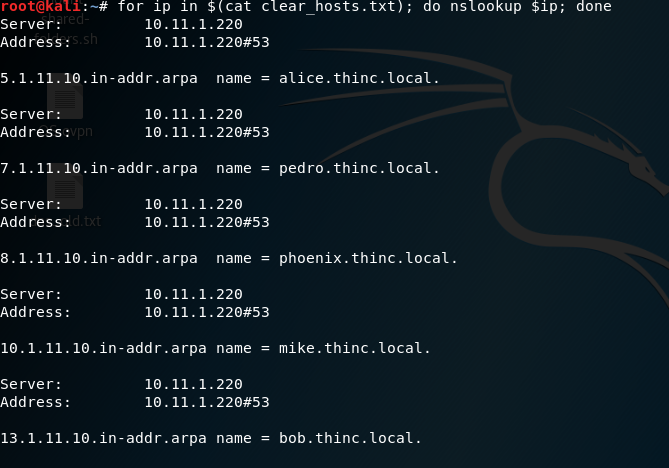 root@kali:~# for ip in $(cat clear_hosts.txt); do nslookup $ip; done
Server:         10.11.1.220
Address:        10.11.1.220#53
5.1.11.10.in-addr.arpa  name = alice.thinc.local.
Server:         10.11.1.220
Address:        10.11.1.220#53
7.1.11.10.in-addr.arpa  name = pedro.thinc.local.
Server:         10.11.1.220
Address:        10.11.1.220#53
8.1.11.10.in-addr.arpa  name = phoenix.thinc.local.
Server:         10.11.1.220
Address:        10.11.1.220#53
10.1.11.10.in-addr.arpa name = mike.thinc.local.
Server:         10.11.1.220
Address:        10.11.1.220#53
13.1.11.10.in-addr.arpa name = bob.thinc.local.
shared-
folders.sh